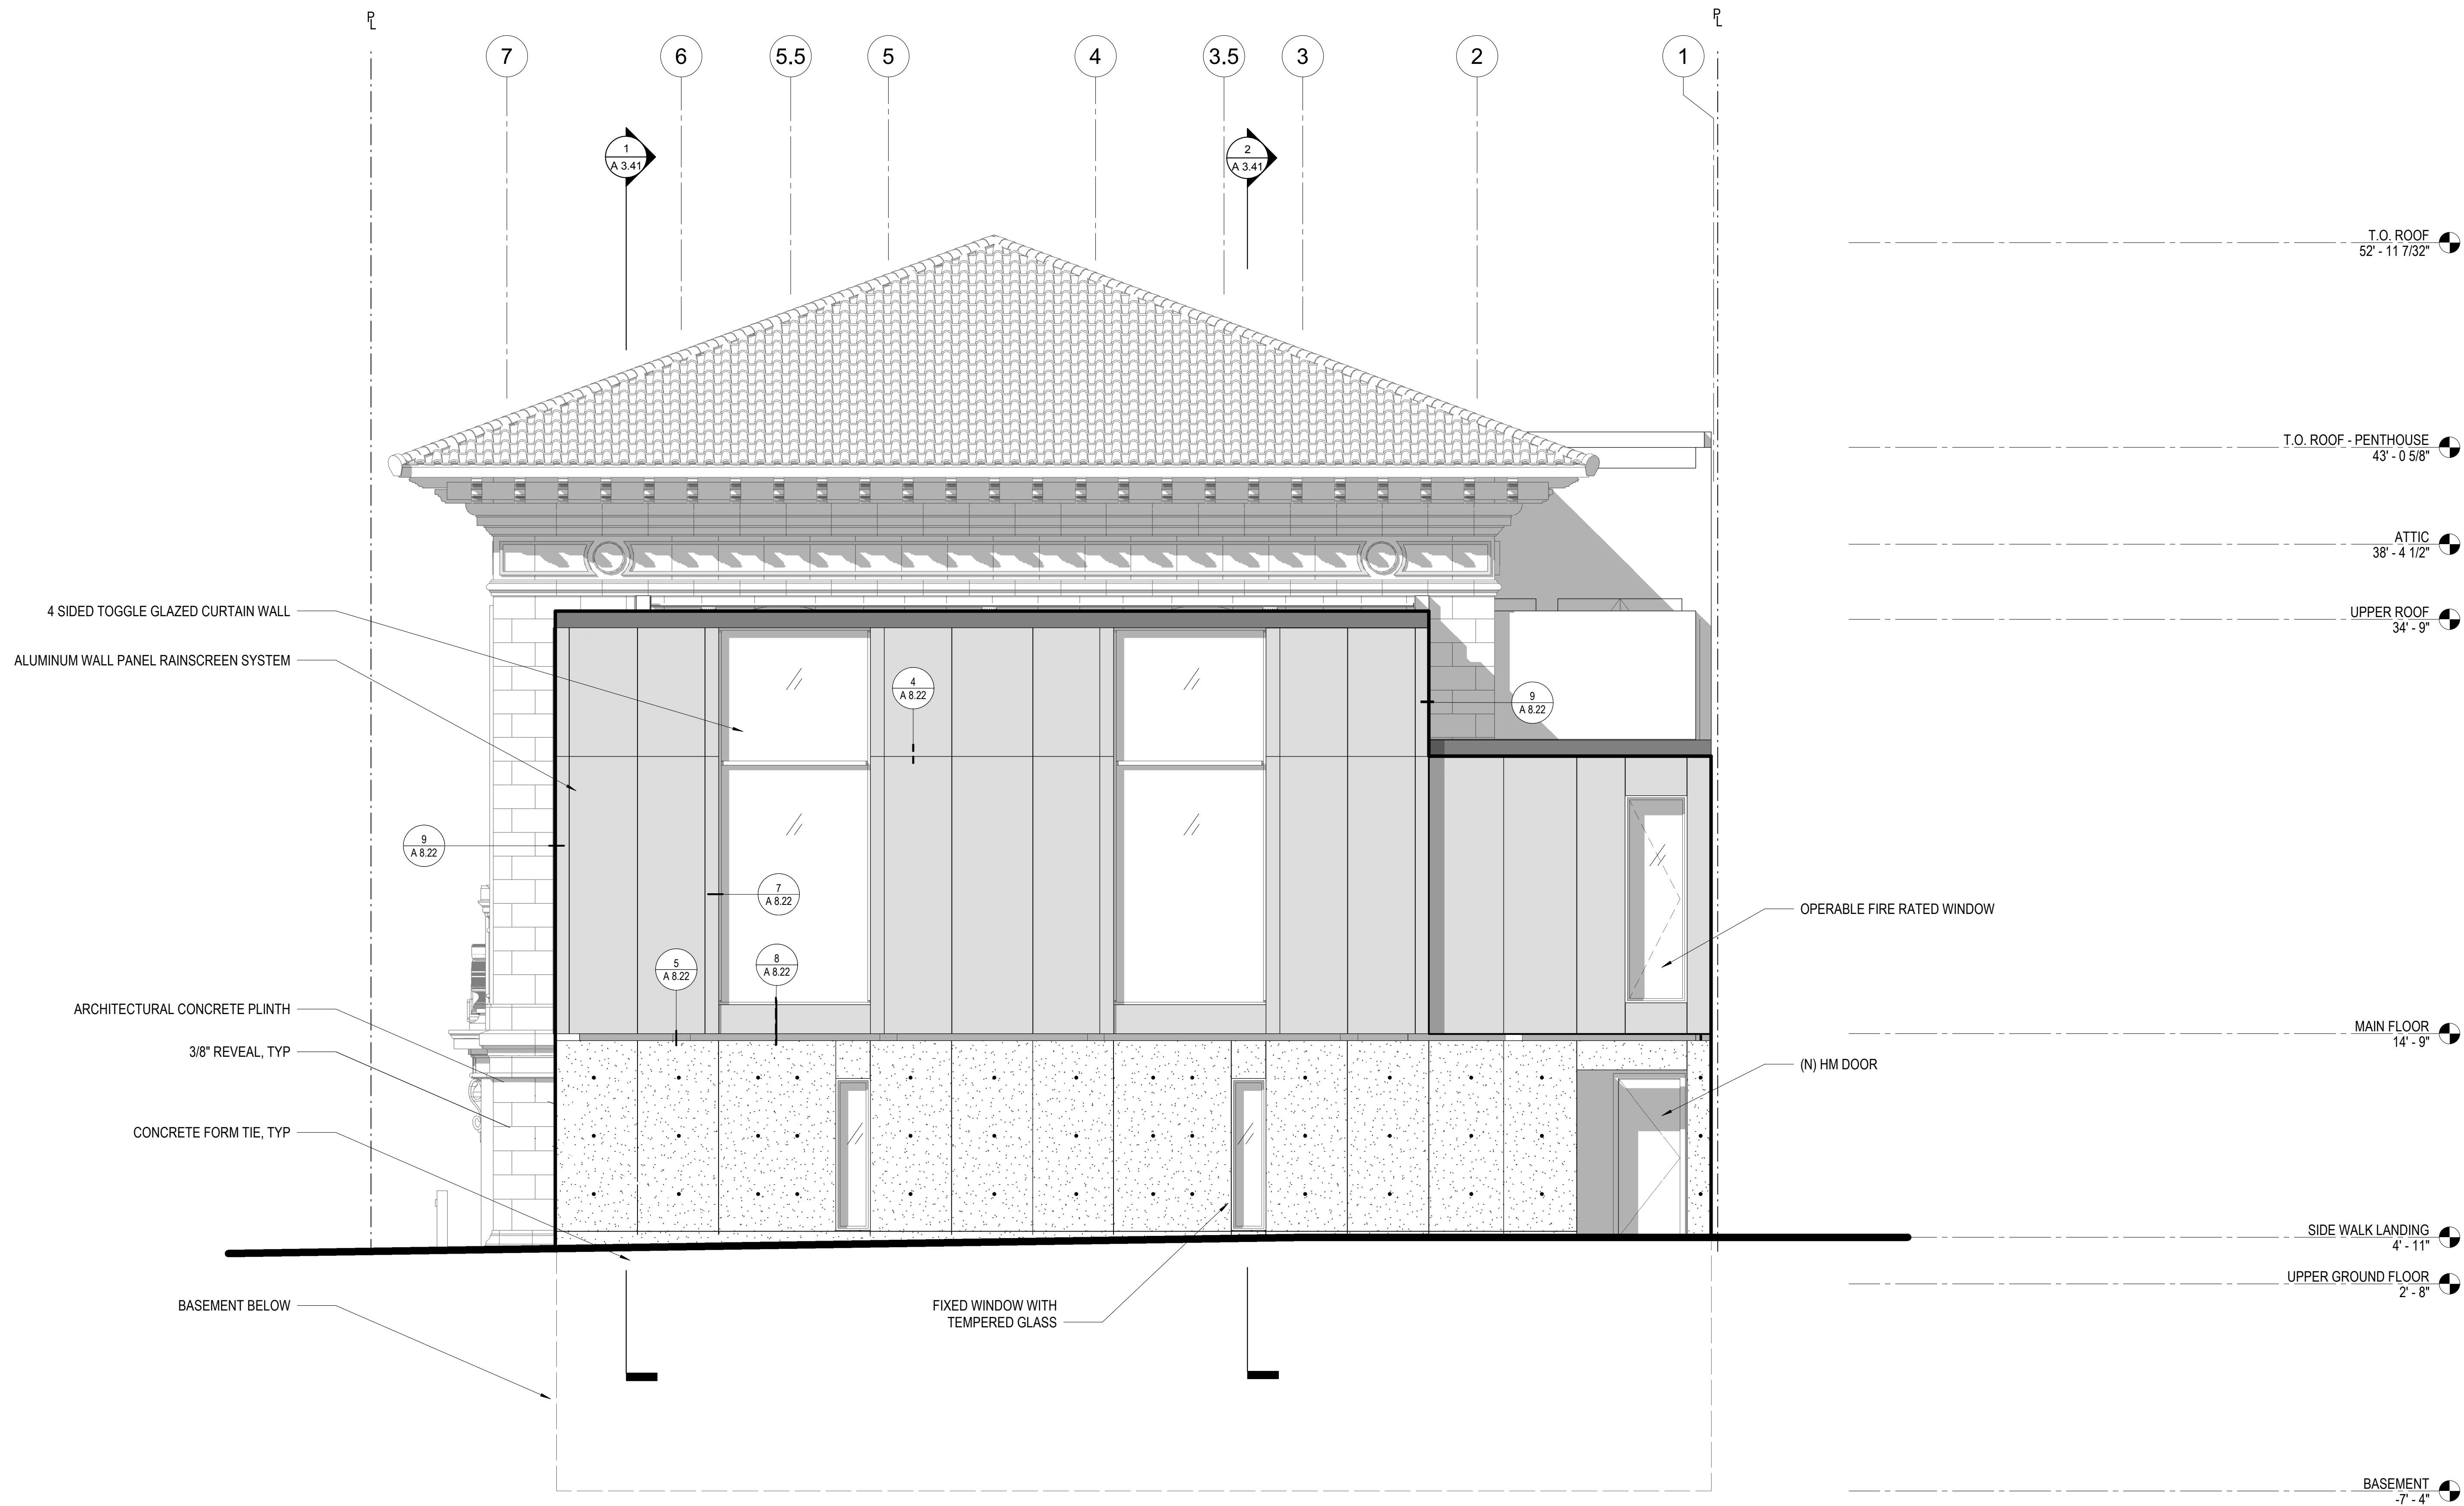 PL
PL
7
6
5.5
5
4
3.5
3
2
1
1
A 3.41
2
A 3.41
T.O. ROOF
52' - 11 7/32"
T.O. ROOF - PENTHOUSE
43' - 0 5/8"
ATTIC
38' - 4 1/2"
UPPER ROOF
34' - 9"
4 SIDED TOGGLE GLAZED CURTAIN WALL
ALUMINUM WALL PANEL RAINSCREEN SYSTEM
4
A 8.22
9
A 8.22
9
A 8.22
7
A 8.22
5
A 8.22
8
A 8.22
OPERABLE FIRE RATED WINDOW
ARCHITECTURAL CONCRETE PLINTH
3/8" REVEAL, TYP
MAIN FLOOR
14' - 9"
(N) HM DOOR
CONCRETE FORM TIE, TYP
SIDE WALK LANDING
4' - 11"
UPPER GROUND FLOOR
2' - 8"
BASEMENT BELOW
FIXED WINDOW WITH
TEMPERED GLASS
BASEMENT
-7' - 4"